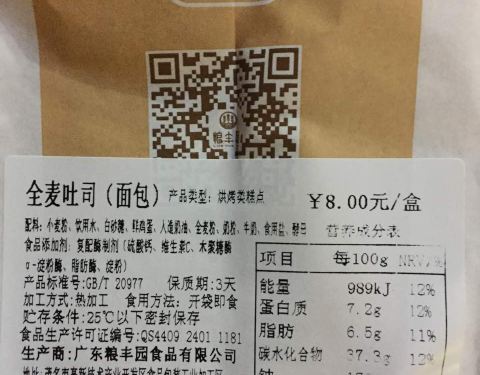 粮丰
全麦吐司（面包） 产品类型：烘烤类糕点 ¥8.00元/盒
配料：小麦粉、饮用水、白砂糖、鲜鸡蛋、人造奶油、全麦粉、奶粉、牛奶、食用盐、酵母
食品添加剂：复配酶制剂（硫酸钙、维生素C、木聚糖酶
α-淀粉酶、脂肪酶、淀粉）
产品标准号:GB/T 20977 保质期:3天
加工方式:热加工 食用方法：开袋即食
贮存条件:25℃以下密封保存
食品生产许可证编号:QS4409 2401 1181
生产商:广东粮丰园食品有限公司
营养成分表
项目 每100g NRV%
能量 989kJ 12%
蛋白质 7.2g 12%
脂肪 6.5g 11%
碳水化合物 37.3g 12%
钠